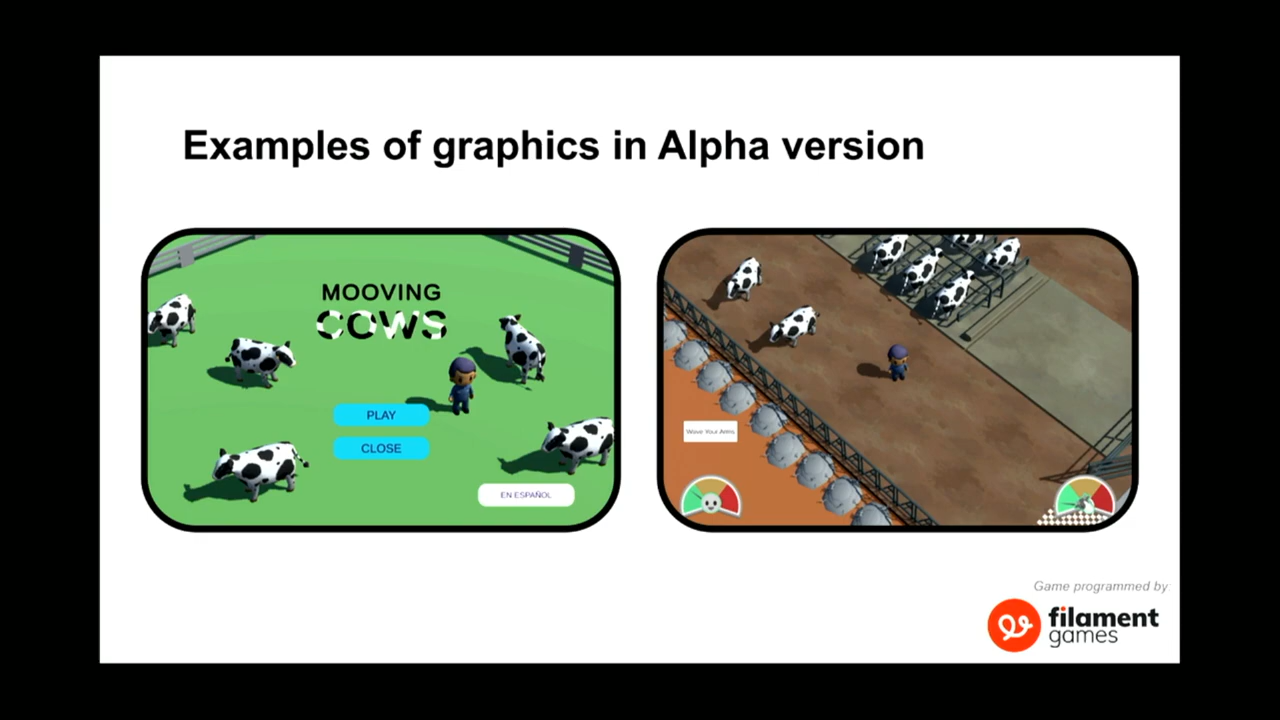 Examples of graphics in Alpha version
MOOVING
COWS
PLAY
CLOSE
EN ESPAÑOL
Wave Your Arms
Game programmed by:
filament
games